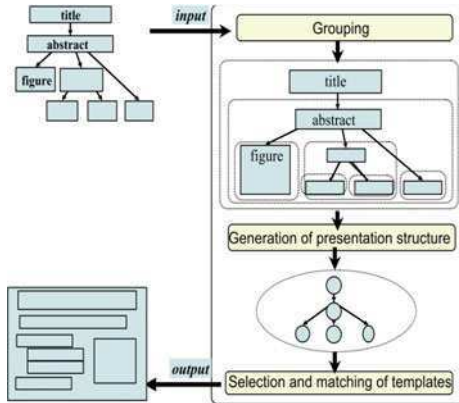 title
abstract
figure
input
Grouping
title
abstract
figure
Generation of presentation structure
output
Selection and matching of templates